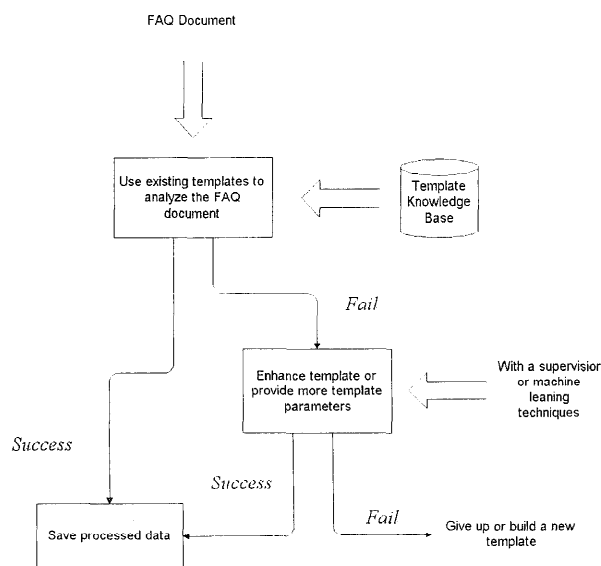 FAQ Document
Use existing templates to
analyze the FAQ
document
Template
Knowledge
Base
Fail
Enhance template or
provide more template
parameters
With a supervisior
or machine
leaning
techniques
Success
Success
Fail
Save processed data
Give up or build a new
template